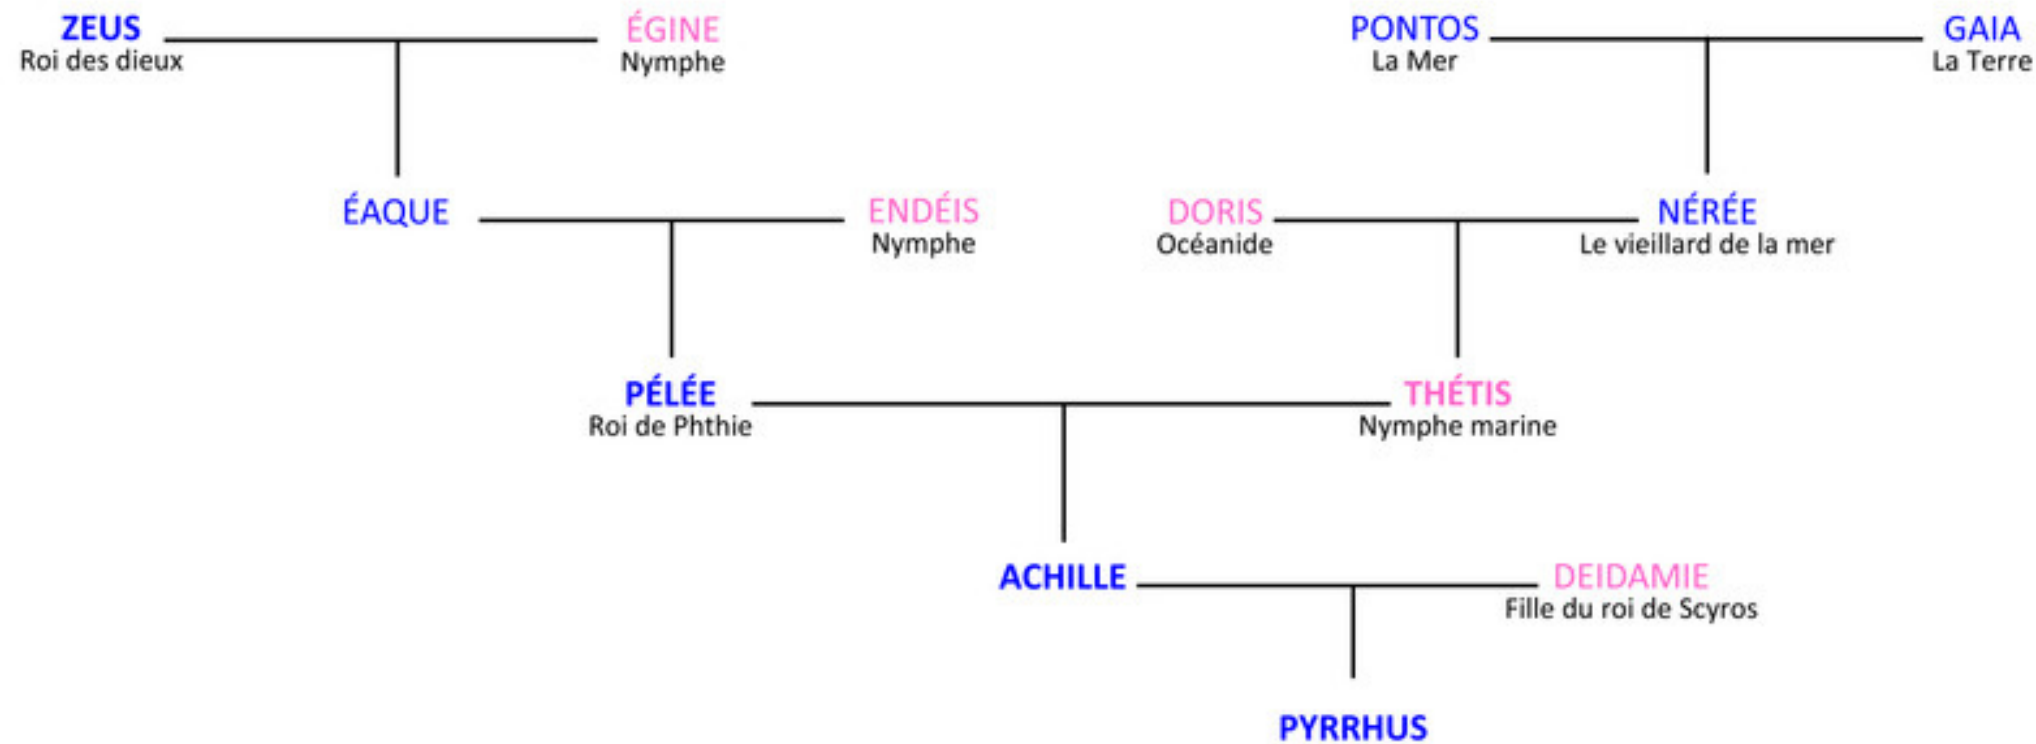 ZEUS
Roi des dieux
ÉGINE
Nymphe
PONTOS
La Mer
GAIA
La Terre
ÉAQUE
ENDÉIS
Nymphe
DORIS
Océanide
NÉRÉE
Le vieillard de la mer
PÉLÉE
Roi de Phthie
THÉTIS
Nymphe marine
ACHILLE
DEIDAMIE
Fille du roi de Scyros
PYRRHUS